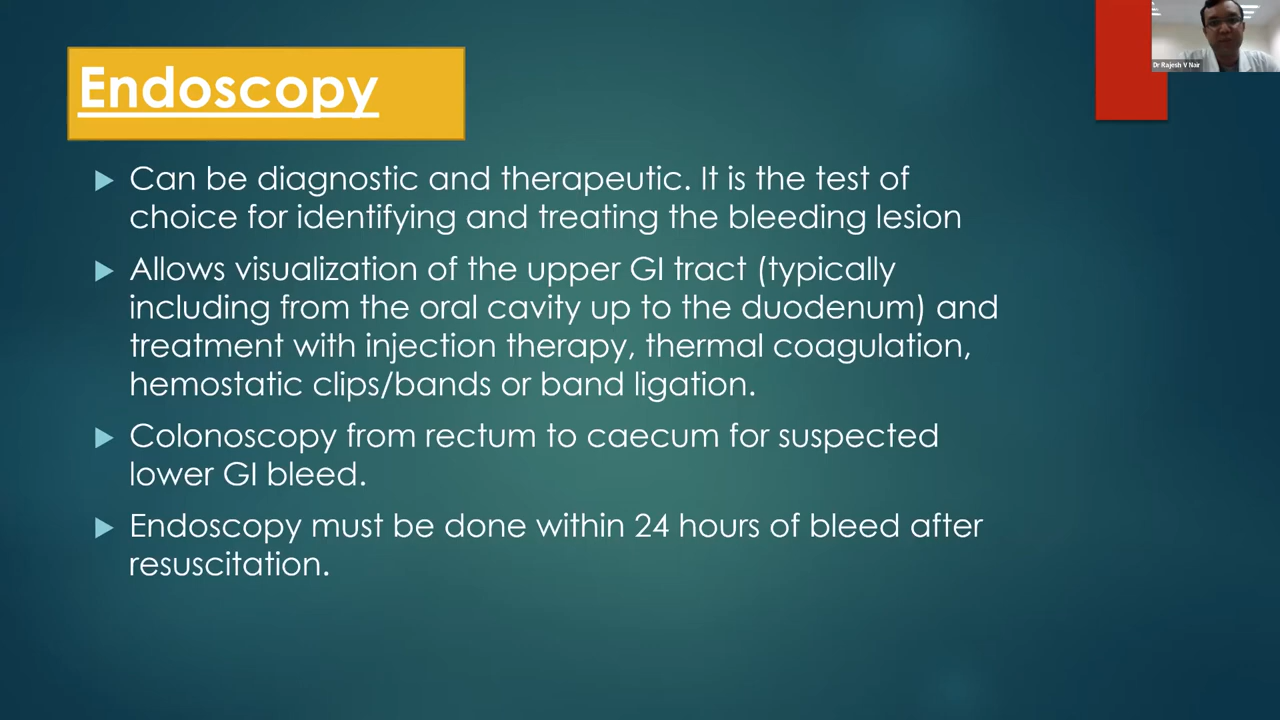 Endoscopy
Dr Rajesh V Nair
Can be diagnostic and therapeutic. It is the test of
choice for identifying and treating the bleeding lesion
Allows visualization of the upper GI tract (typically
including from the oral cavity up to the duodenum) and
treatment with injection therapy, thermal coagulation,
hemostatic clips/bands or band ligation.
Colonoscopy from rectum to caecum for suspected
lower GI bleed.
Endoscopy must be done within 24 hours of bleed after
resuscitation.